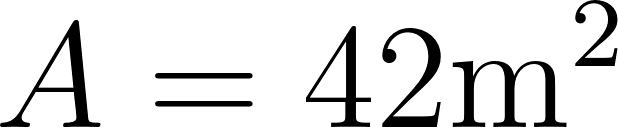 A = 42m²